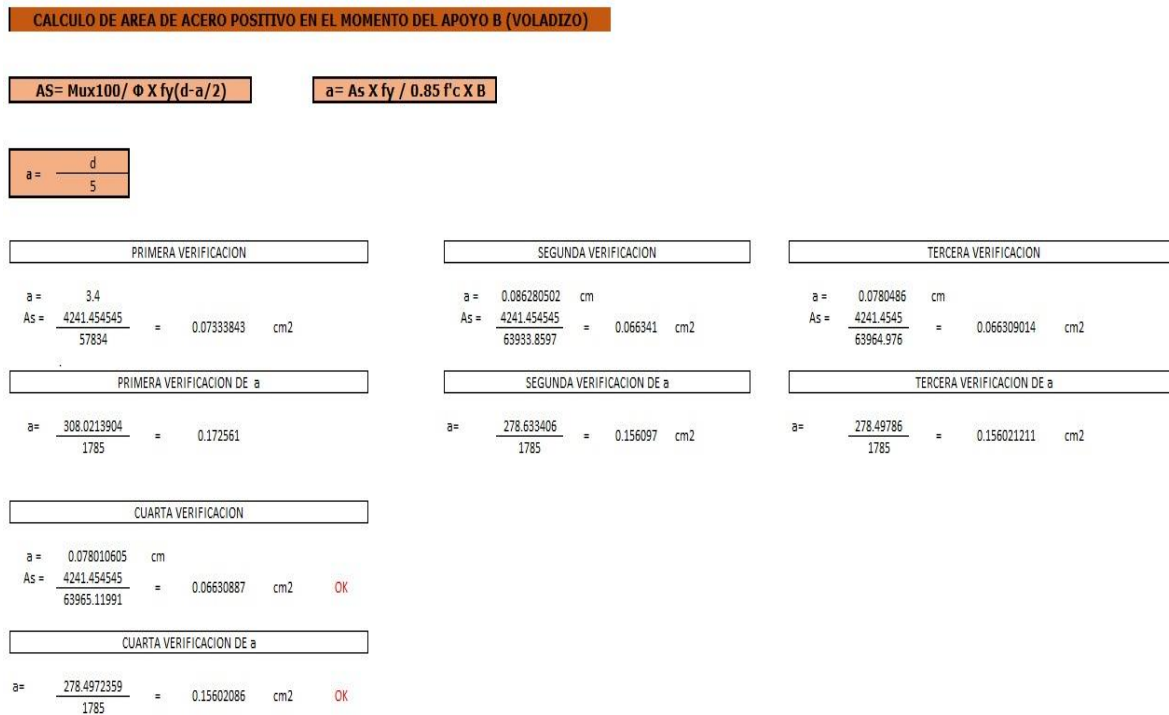 CALCULO DE AREA DE ACERO POSITIVO EN EL MOMENTO DEL APOYO B (VOLADIZO)
AS= Mux100/ Φ X fy(d-a/2)
a= As X fy / 0.85 f'c X B
a = d
5
PRIMERA VERIFICACION
a = 3.4
As = 4241.454545
57834
= 0.07333843 cm2
.
PRIMERA VERIFICACION DE a
a= 308.0213904
1785
= 0.172561
SEGUNDA VERIFICACION
a = 0.086280502 cm
As = 4241.454545
63933.8597
= 0.066341 cm2
SEGUNDA VERIFICACION DE a
a= 278.633406
1785
= 0.156097 cm2
TERCERA VERIFICACION
a = 0.0780486 cm
As = 4241.4545
63964.976
= 0.066309014 cm2
TERCERA VERIFICACION DE a
a= 278.49786
1785
= 0.156021211 cm2
CUARTA VERIFICACION
a = 0.078010605 cm
As = 4241.454545
63965.11991
= 0.06630887 cm2 OK
CUARTA VERIFICACION DE a
a= 278.4972359
1785
= 0.15602086 cm2 OK